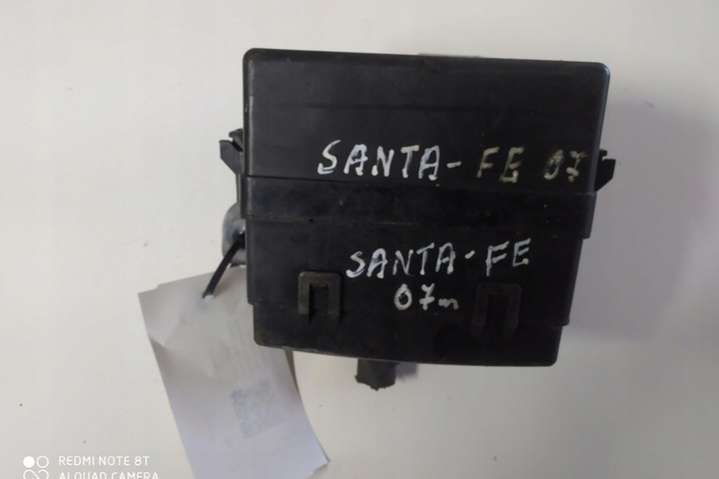 SANTA-FE 07
SANTA-FE
07m
REDMI NOTE 8T
AI QUAD CAMERA